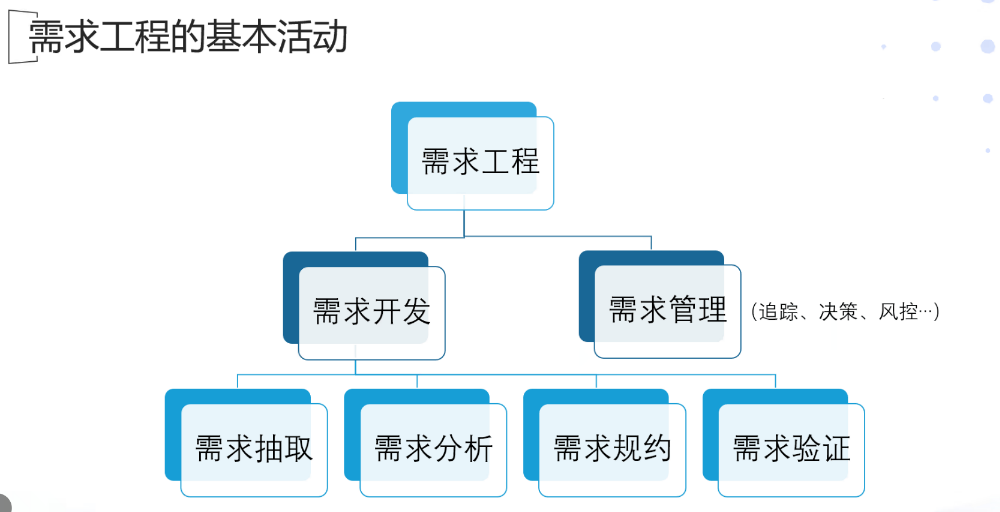 需求工程的基本活动
需求工程
需求开发
需求管理
(追踪、决策、风控…)
需求抽取
需求分析
需求规约
需求验证